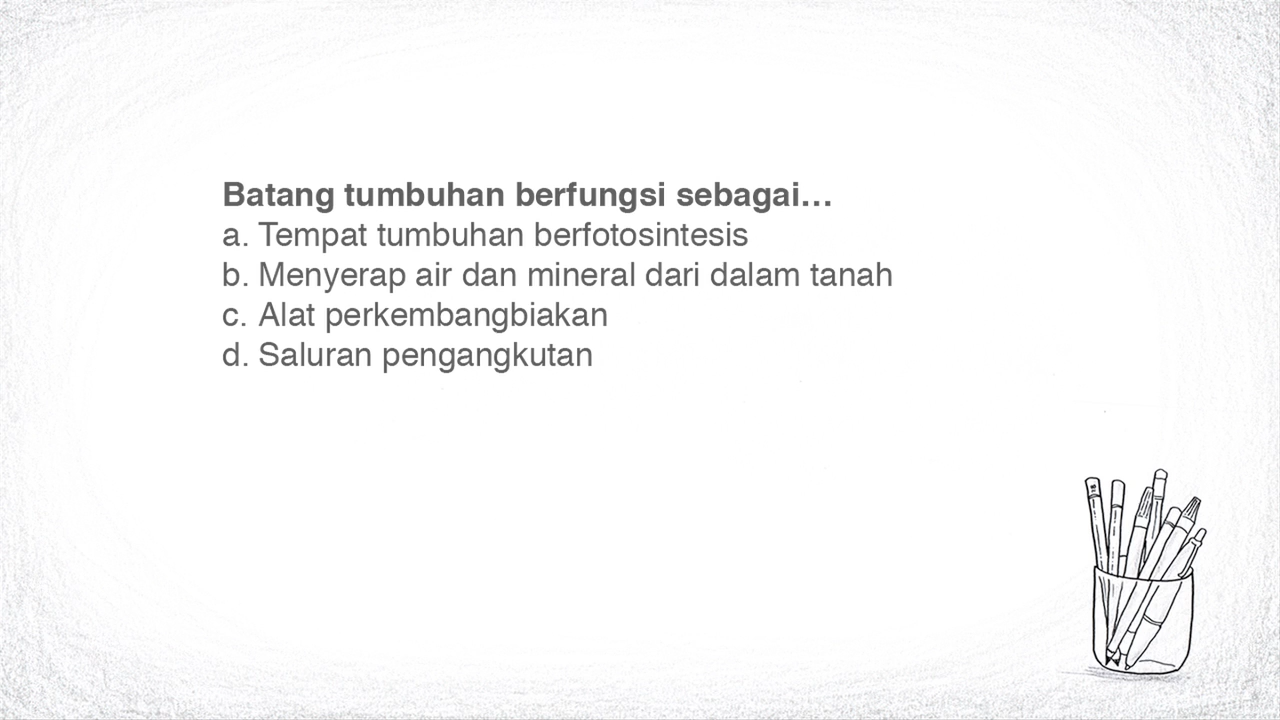 Batang tumbuhan berfungsi sebagai…
a. Tempat tumbuhan berfotosintesis
b. Menyerap air dan mineral dari dalam tanah
c. Alat perkembangbiakan
d. Saluran pengangkutan